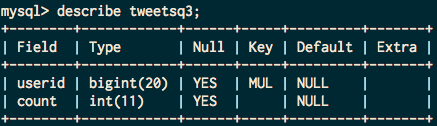 mysql> describe tweetsq3;
+--------+------------+------+-----+---------+-------+
| Field  | Type       | Null | Key | Default | Extra |
+--------+------------+------+-----+---------+-------+
| userid | bigint(20) | YES  | MUL | NULL    |       |
| count  | int(11)    | YES  |     | NULL    |       |
+--------+------------+------+-----+---------+-------+